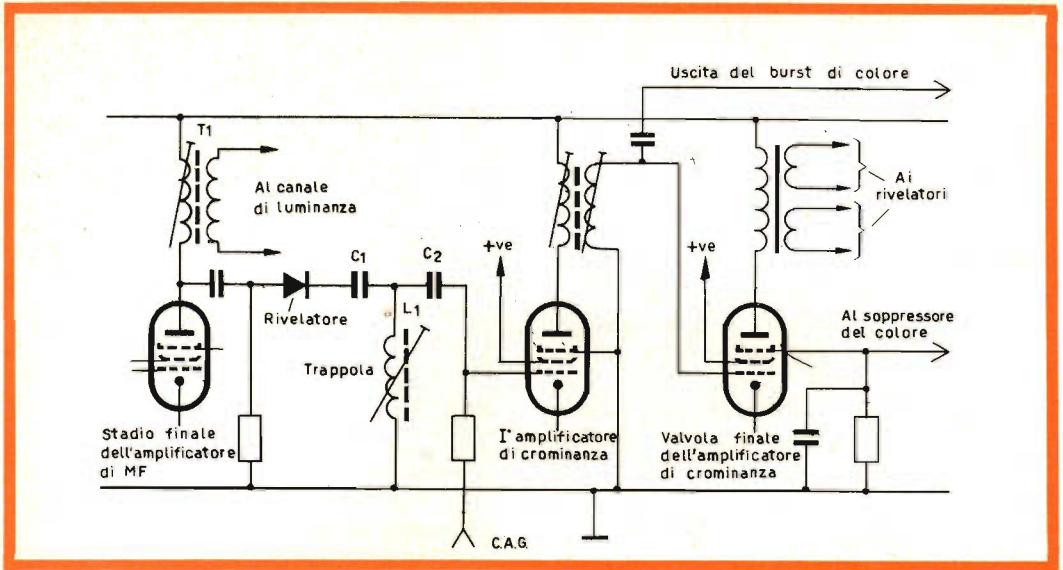 Uscita del burst di colore
T1
Al canale
di luminanza
Ai
rivelatori
+ve
+ve
C1
C2
Rivelatore
L1
Trappola
Al soppressore
del colore
Stadio finale
dell'amplificatore
di MF
I° amplificatore
di crominanza
Valvola finale
dell'amplificatore
di crominanza
C.A.G.